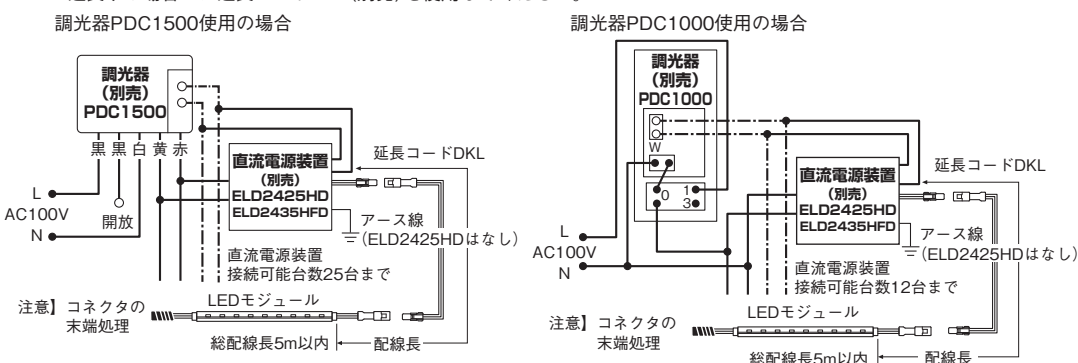 調光器PDC1500使用の場合
調光器
(別売)
PDC1500
黒 黒 白 黄 赤
L
AC100V
N
開放
直流電源装置
(別売)
ELD2425HD
ELD2435HFD
延長コードDKL
アース線
(ELD2425HDはなし)
直流電源装置
接続可能台数25台まで
注意】コネクタの
末端処理
LEDモジュール
総配線長5m以内
配線長
調光器PDC1000使用の場合
調光器
(別売)
PDC1000
W
0
1
3
L
AC100V
N
直流電源装置
(別売)
ELD2425HD
ELD2435HFD
延長コードDKL
アース線
(ELD2425HDはなし)
直流電源装置
接続可能台数12台まで
注意】コネクタの
末端処理
LEDモジュール
総配線長5m以内
配線長